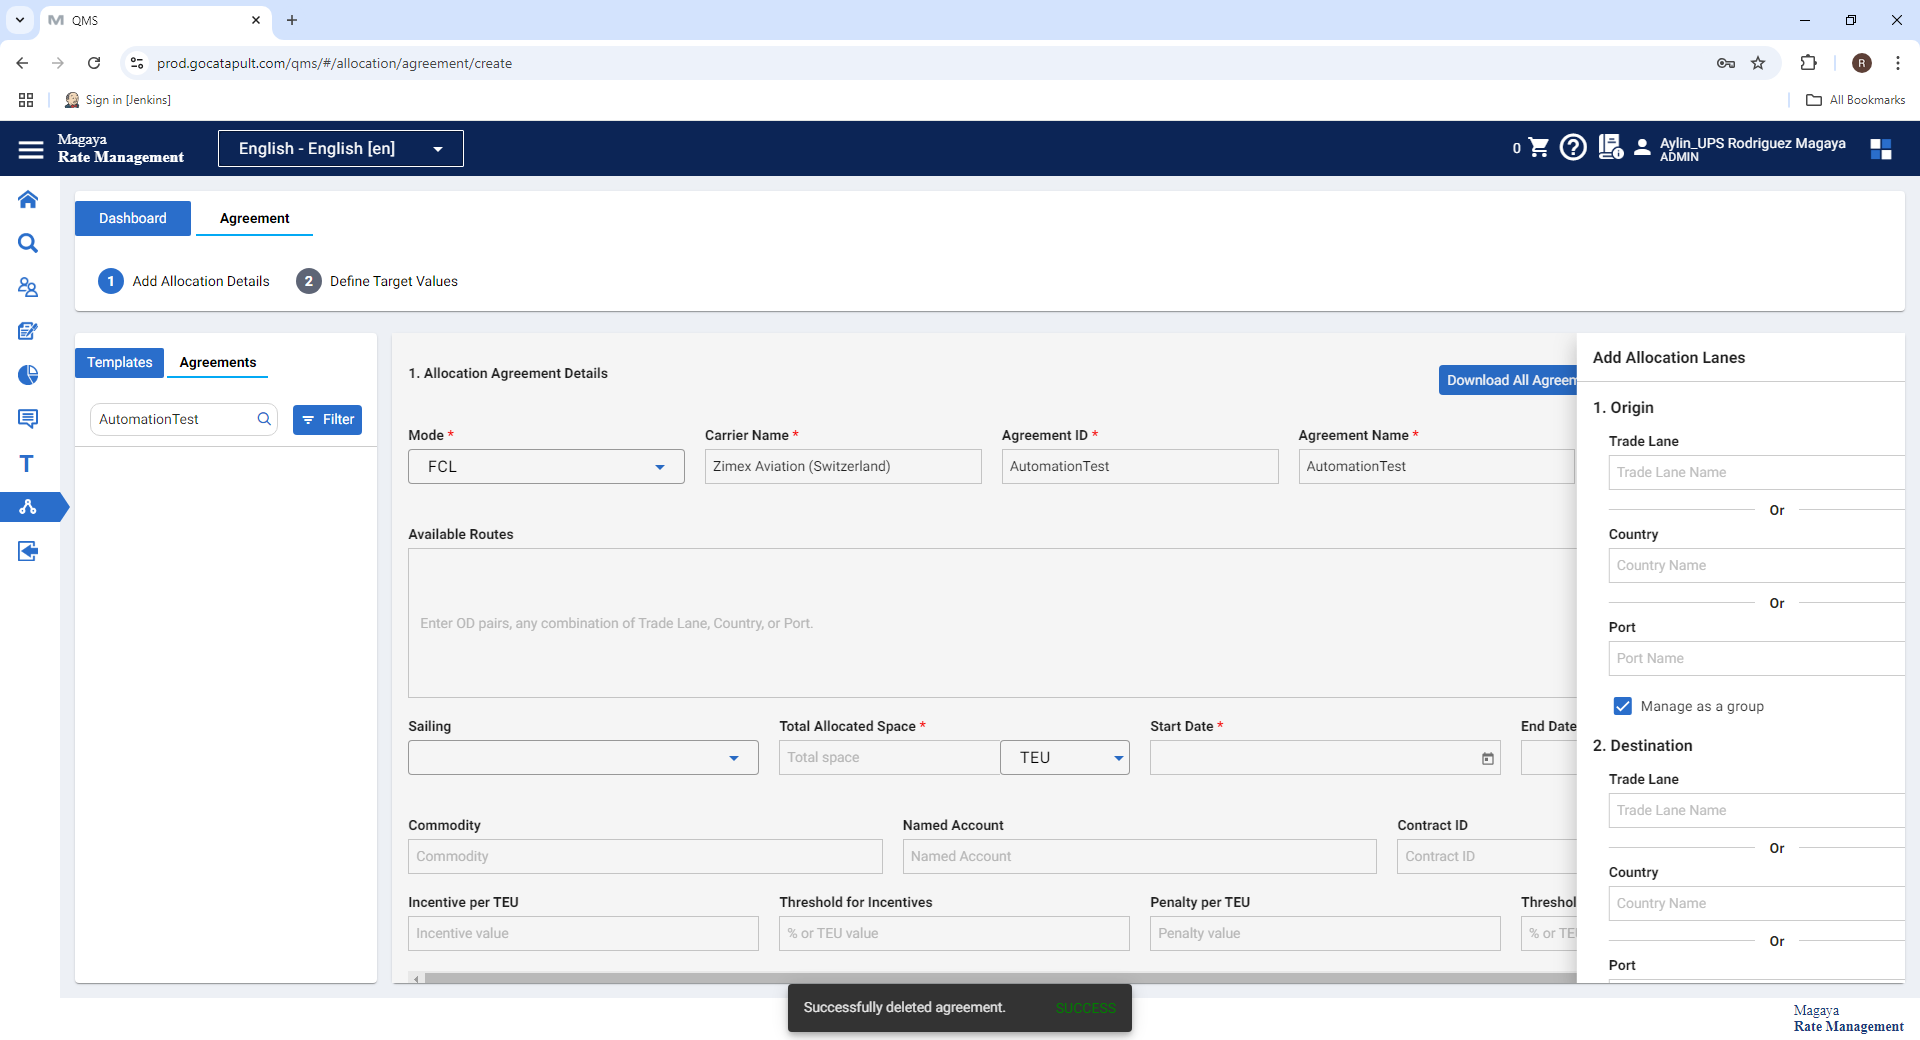 QMS
prod.gocatapult.com/qms/#/allocation/agreement/create
R
Sign in [Jenkins]
All Bookmarks
Magaya
Rate Management
English - English [en]
0
Aylin_UPS Rodriguez Magaya
ADMIN
Dashboard
Agreement
1 Add Allocation Details
2 Define Target Values
Templates
Agreements
AutomationTest
Filter
1. Allocation Agreement Details
Download All Agreem
Mode *
Carrier Name *
Agreement ID *
Agreement Name *
FCL
Zimex Aviation (Switzerland)
AutomationTest
AutomationTest
Available Routes
Enter OD pairs, any combination of Trade Lane, Country, or Port.
Sailing
Total Allocated Space *
Start Date *
End Date
Total space
TEU
Commodity
Named Account
Contract ID
Commodity
Named Account
Contract ID
Incentive per TEU
Threshold for Incentives
Penalty per TEU
Threshol
Incentive value
% or TEU value
Penalty value
% or TEU
Add Allocation Lanes
1. Origin
Trade Lane
Trade Lane Name
Or
Country
Country Name
Or
Port
Port Name
Manage as a group
2. Destination
Trade Lane
Trade Lane Name
Or
Country
Country Name
Or
Port
Successfully deleted agreement.
SUCCESS
Magaya
Rate Management